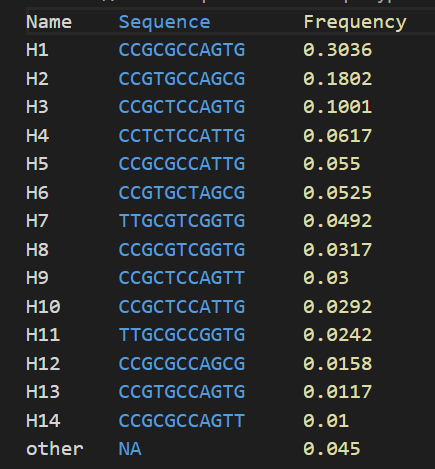 Name Sequence Frequency
H1 CCGCGCCAGTG 0.3036
H2 CCGTGCCAGCG 0.1802
H3 CCGCTCCAGTG 0.1001
H4 CCTCTCCATTG 0.0617
H5 CCGCGCCATTG 0.055
H6 CCGTGCTAGCG 0.0525
H7 TTGCGTCGGTG 0.0492
H8 CCGCGTCGGTG 0.0317
H9 CCGCTCCAGTT 0.03
H10 CCGCTCCATTG 0.0292
H11 TTGCGCCGGTG 0.0242
H12 CCGCGCCAGCG 0.0158
H13 CCGTGCCAGTG 0.0117
H14 CCGCGCCAGTT 0.01
other NA 0.045